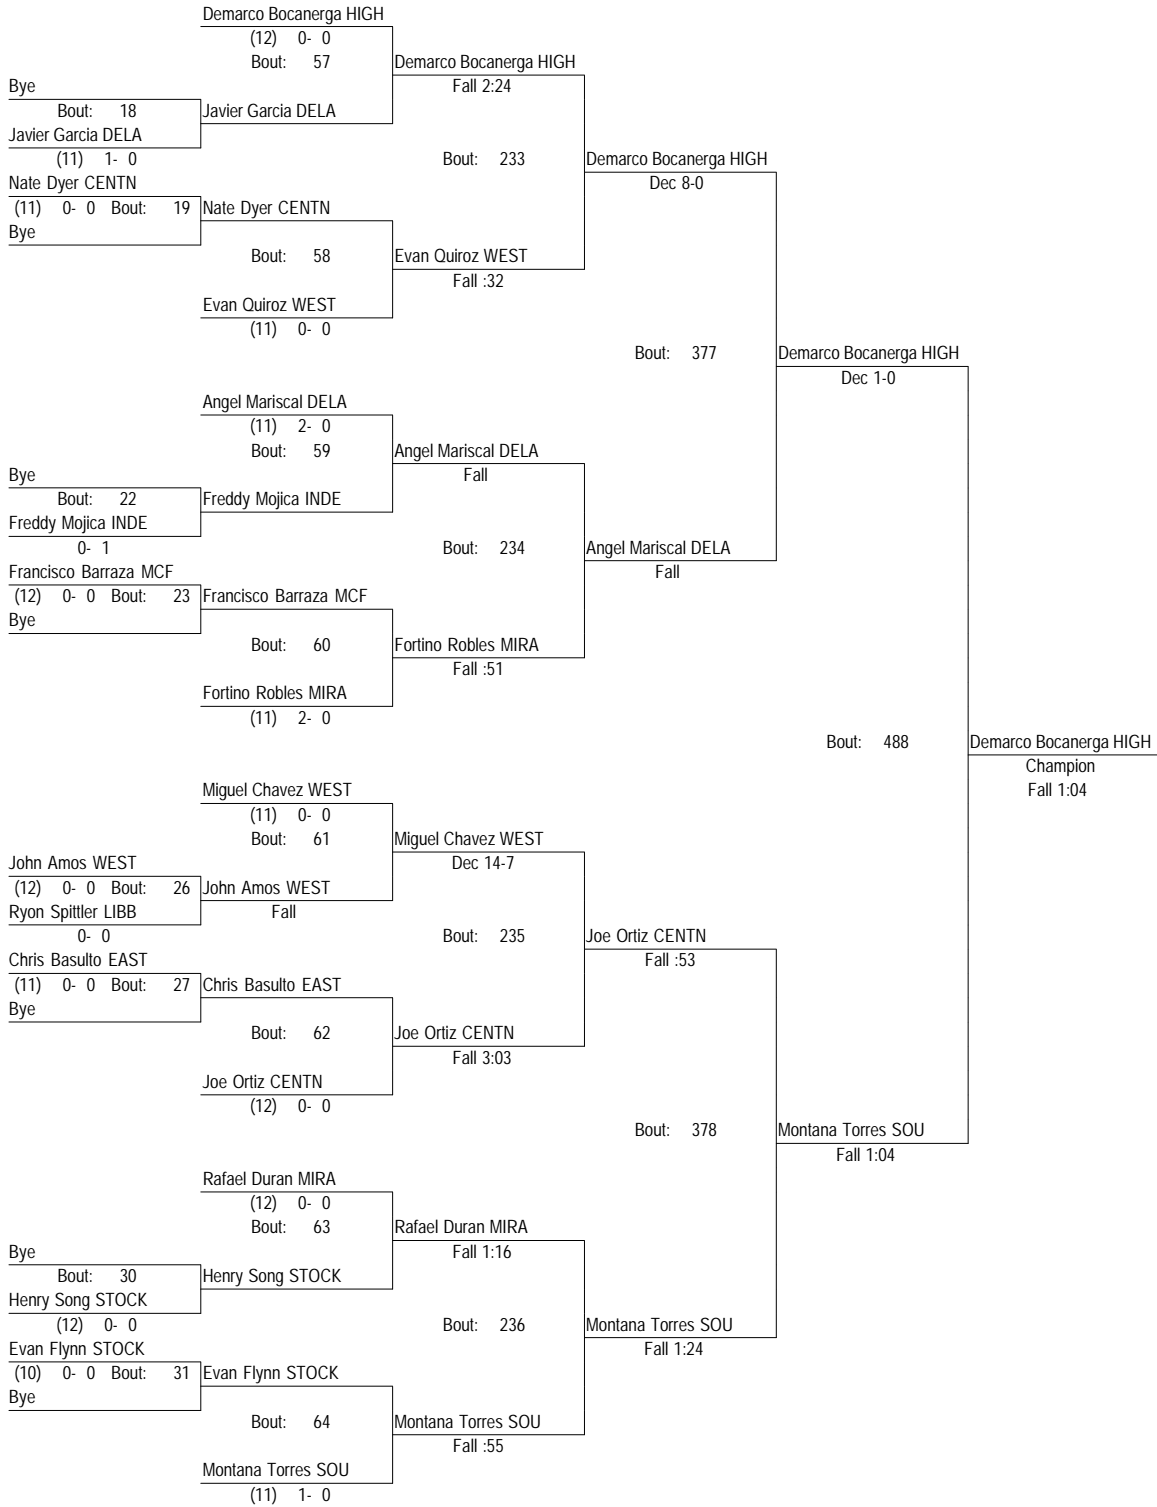 Demarco Bocanerga HIGH
(12) 0- 0
Bout: 57
Demarco Bocanerga HIGH
Fall 2:24
Bye
Bout: 18
Javier Garcia DELA
Javier Garcia DELA
(11) 1- 0
Bout: 233
Demarco Bocanerga HIGH
Dec 8-0
Nate Dyer CENTN
(11) 0- 0 Bout: 19
Nate Dyer CENTN
Bye
Bout: 58
Evan Quiroz WEST
Fall :32
Evan Quiroz WEST
(11) 0- 0
Bout: 377
Demarco Bocanerga HIGH
Dec 1-0
Angel Mariscal DELA
(11) 2- 0
Bout: 59
Angel Mariscal DELA
Fall
Bye
Bout: 22
Freddy Mojica INDE
Freddy Mojica INDE
0- 1
Bout: 234
Angel Mariscal DELA
Fall
Francisco Barraza MCF
(12) 0- 0 Bout: 23
Francisco Barraza MCF
Bye
Bout: 60
Fortino Robles MIRA
Fall :51
Fortino Robles MIRA
(11) 2- 0
Bout: 488
Demarco Bocanerga HIGH
Champion
Fall 1:04
Miguel Chavez WEST
(11) 0- 0
Bout: 61
Miguel Chavez WEST
Dec 14-7
John Amos WEST
(12) 0- 0 Bout: 26
John Amos WEST
Fall
Ryon Spittler LIBB
0- 0
Bout: 235
Joe Ortiz CENTN
Fall :53
Chris Basulto EAST
(11) 0- 0 Bout: 27
Chris Basulto EAST
Bye
Bout: 62
Joe Ortiz CENTN
Fall 3:03
Joe Ortiz CENTN
(12) 0- 0
Bout: 378
Montana Torres SOU
Fall 1:04
Rafael Duran MIRA
(12) 0- 0
Bout: 63
Rafael Duran MIRA
Fall 1:16
Bye
Bout: 30
Henry Song STOCK
Henry Song STOCK
(12) 0- 0
Bout: 236
Montana Torres SOU
Fall 1:24
Evan Flynn STOCK
(10) 0- 0 Bout: 31
Evan Flynn STOCK
Bye
Bout: 64
Montana Torres SOU
Fall :55
Montana Torres SOU
(11) 1- 0